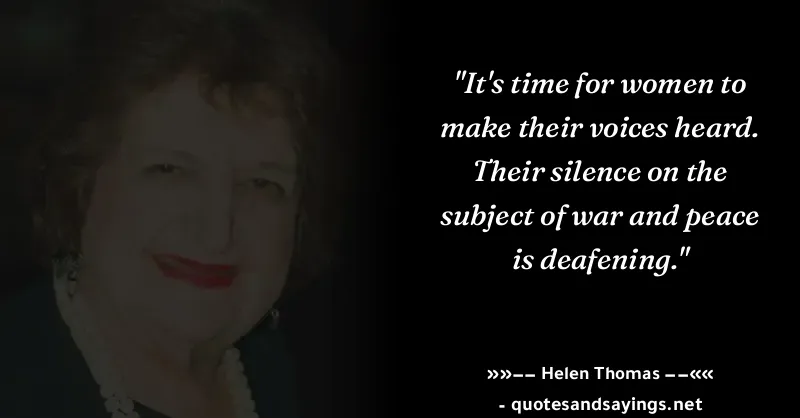 "It's time for women to
make their voices heard.
Their silence on the
subject of war and peace
is deafening."
»»−− Helen Thomas −−««
- quotesandsayings.net